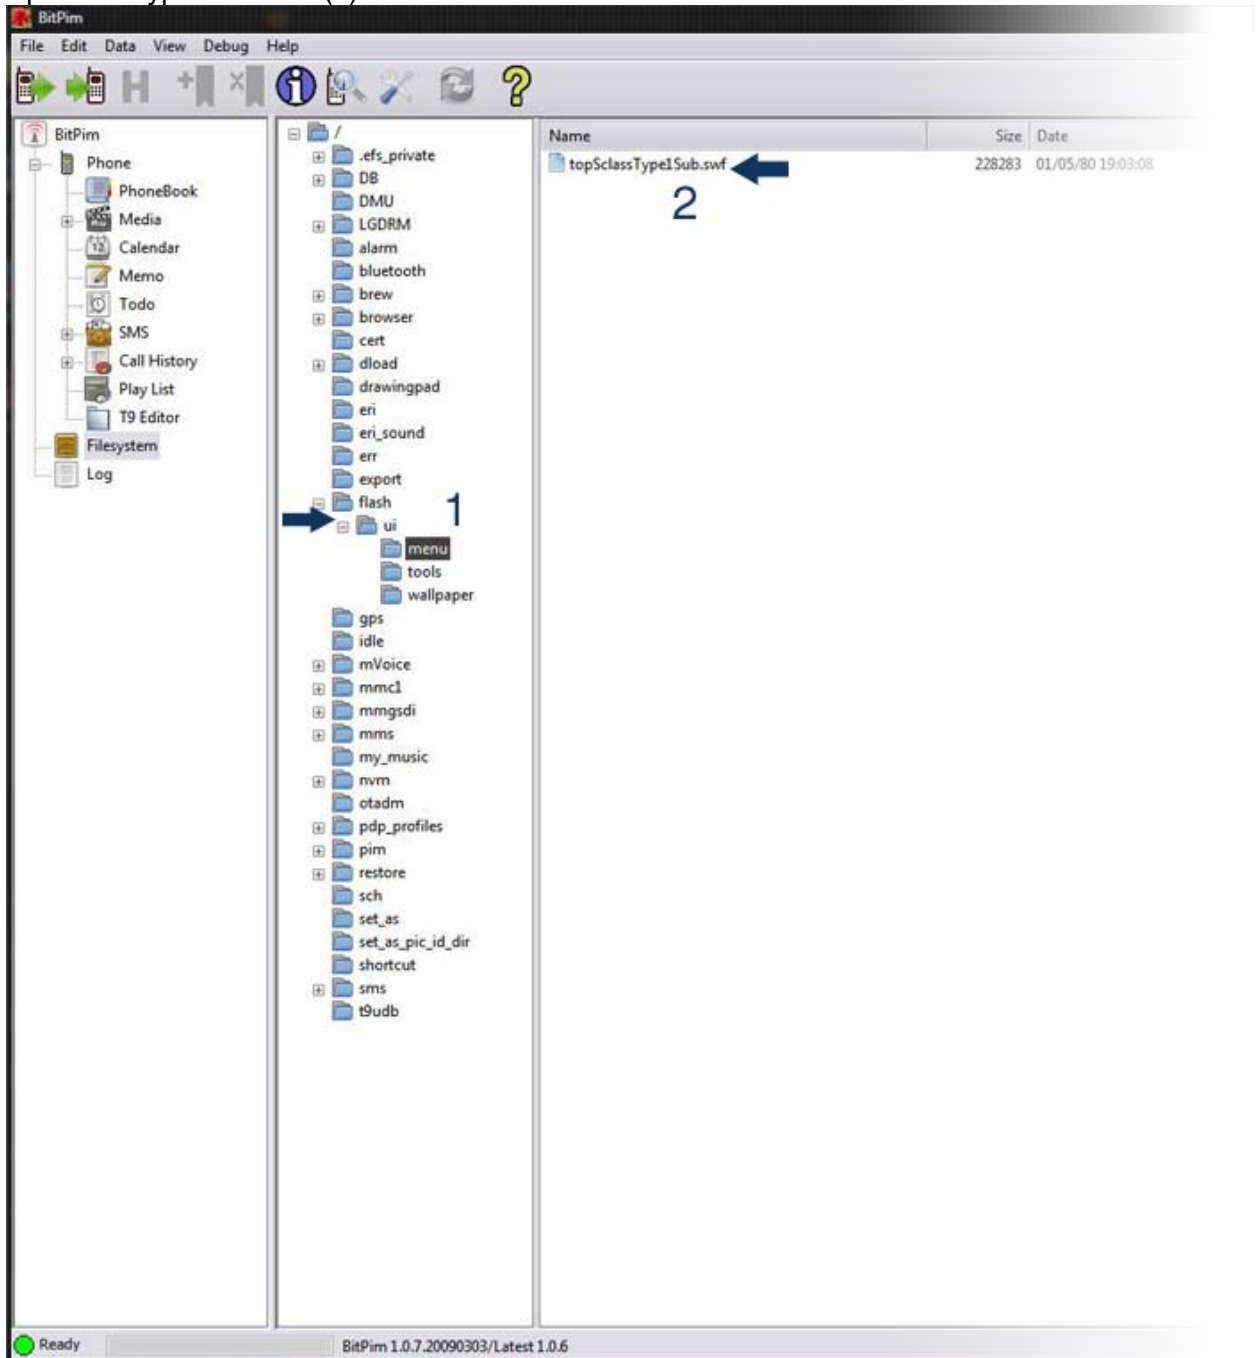 BitPim
File Edit Data View Debug Help
BitPim
Phone
PhoneBook
Media
Calendar
Memo
Todo
SMS
Call History
Play List
T9 Editor
Filesystem
Log
/
.efs_private
DB
DMU
LGDRM
alarm
bluetooth
brew
browser
cert
dload
drawingpad
eri
eri_sound
err
export
flash
1
ui
menu
tools
wallpaper
gps
idle
mVoice
mmc1
mmgsdi
mms
my_music
nvm
otadm
pdp_profiles
pim
restore
sch
set_as
set_as_pic_id_dir
shortcut
sms
t9udb
Name Size Date
topSclassType1Sub.swf 228283 01/05/80 19:03:08
2
Ready BitPim 1.0.7.20090303/Latest 1.0.6